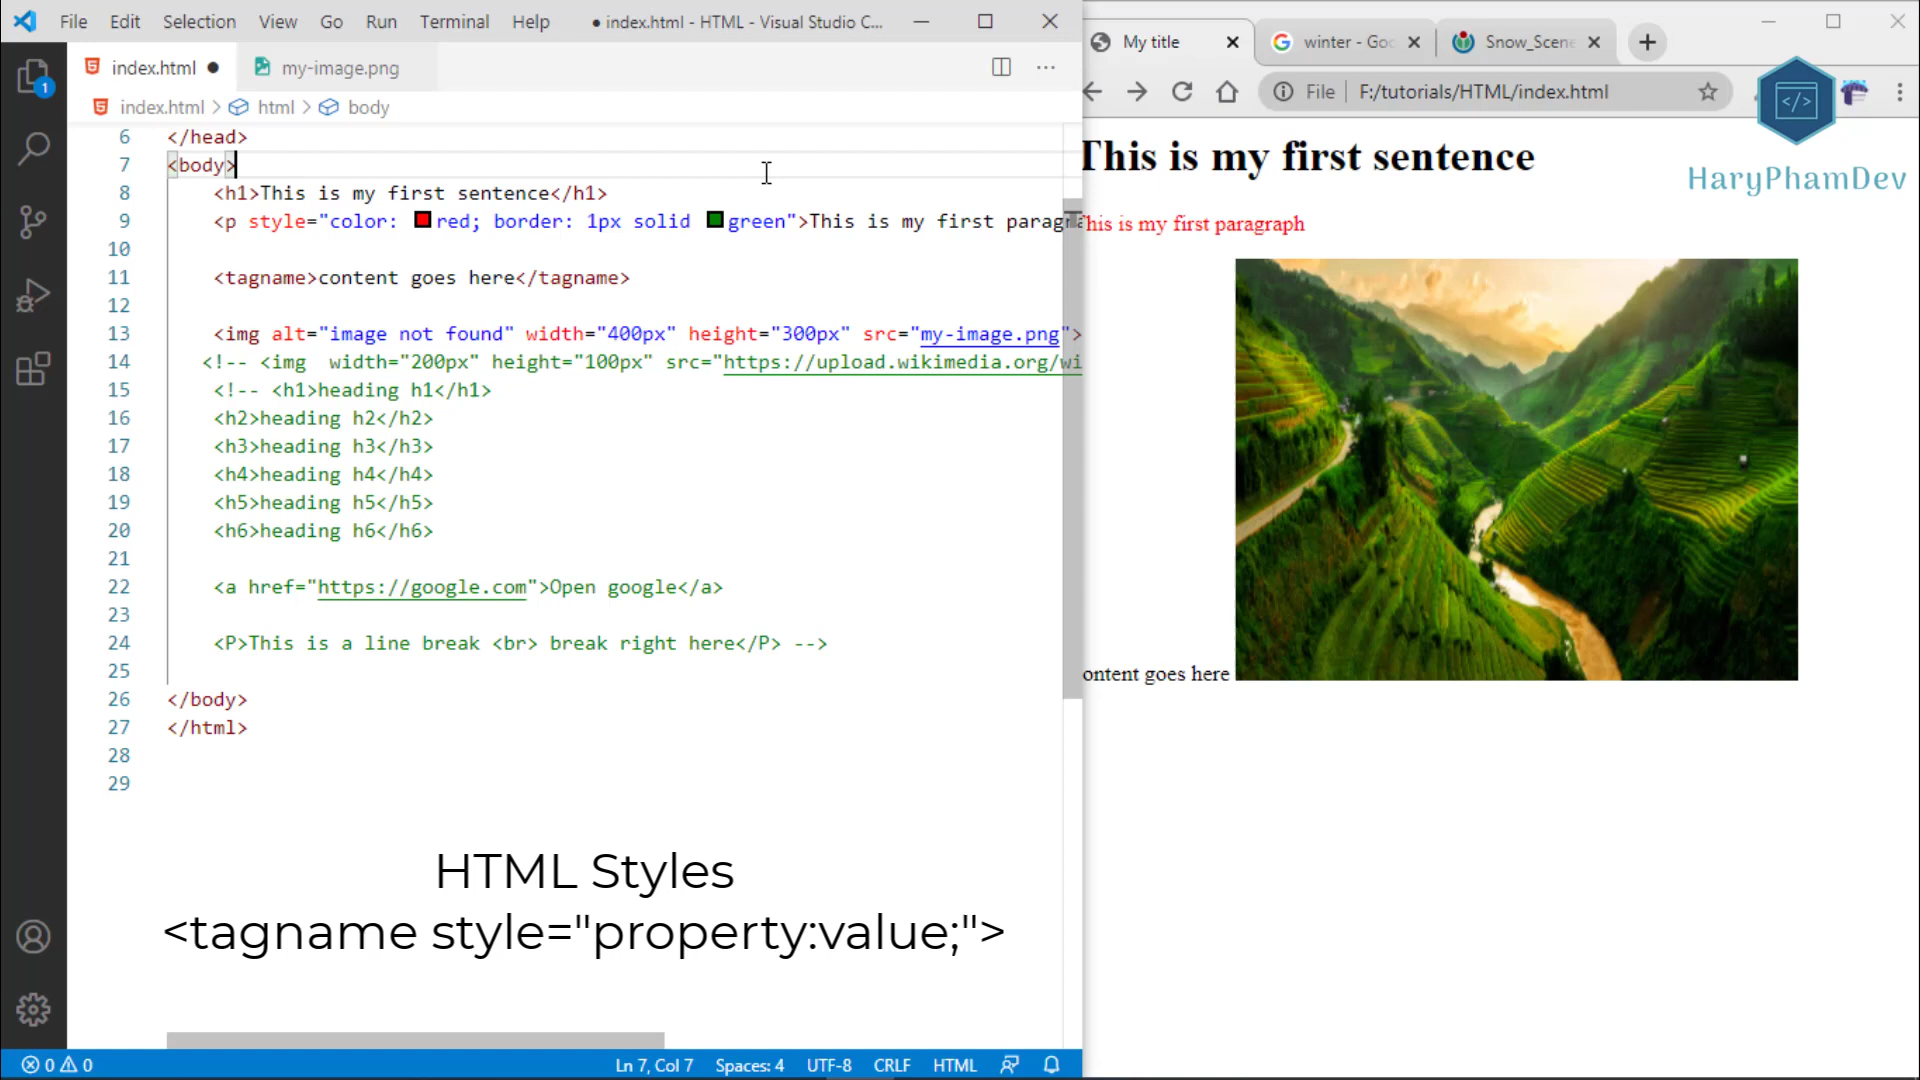 File Edit Selection View Go Run Terminal Help ● index.html - HTML - Visual Studio C...
index.html ● my-image.png
index.html > html > body
1
6 </head>
7 <body>
8 <h1>This is my first sentence</h1>
9 <p style="color: red; border: 1px solid green">This is my first
10
11 <tagname>content goes here</tagname>
12
13 <img alt="image not found" width="400px" height="300px" src="my-image.png">
14 <!-- <img width="200px" height="100px" src="https://upload.wikimedia.org/wi
15 <!-- <h1>heading h1</h1>
16 <h2>heading h2</h2>
17 <h3>heading h3</h3>
18 <h4>heading h4</h4>
19 <h5>heading h5</h5>
20 <h6>heading h6</h6>
21
22 <a href="https://google.com">Open google</a>
23
24 <P>This is a line break <br> break right here</P> -->
25
26 </body>
27 </html>
28
29
HTML Styles
<tagname style="property:value;">
0 0 Ln 7, Col 7 Spaces: 4 UTF-8 CRLF HTML
My title winter - Goo Snow_Scene
File F:/tutorials/HTML/index.html
</>
HaryPhamDev
This is my first sentence
his is my first paragraph
ontent goes here